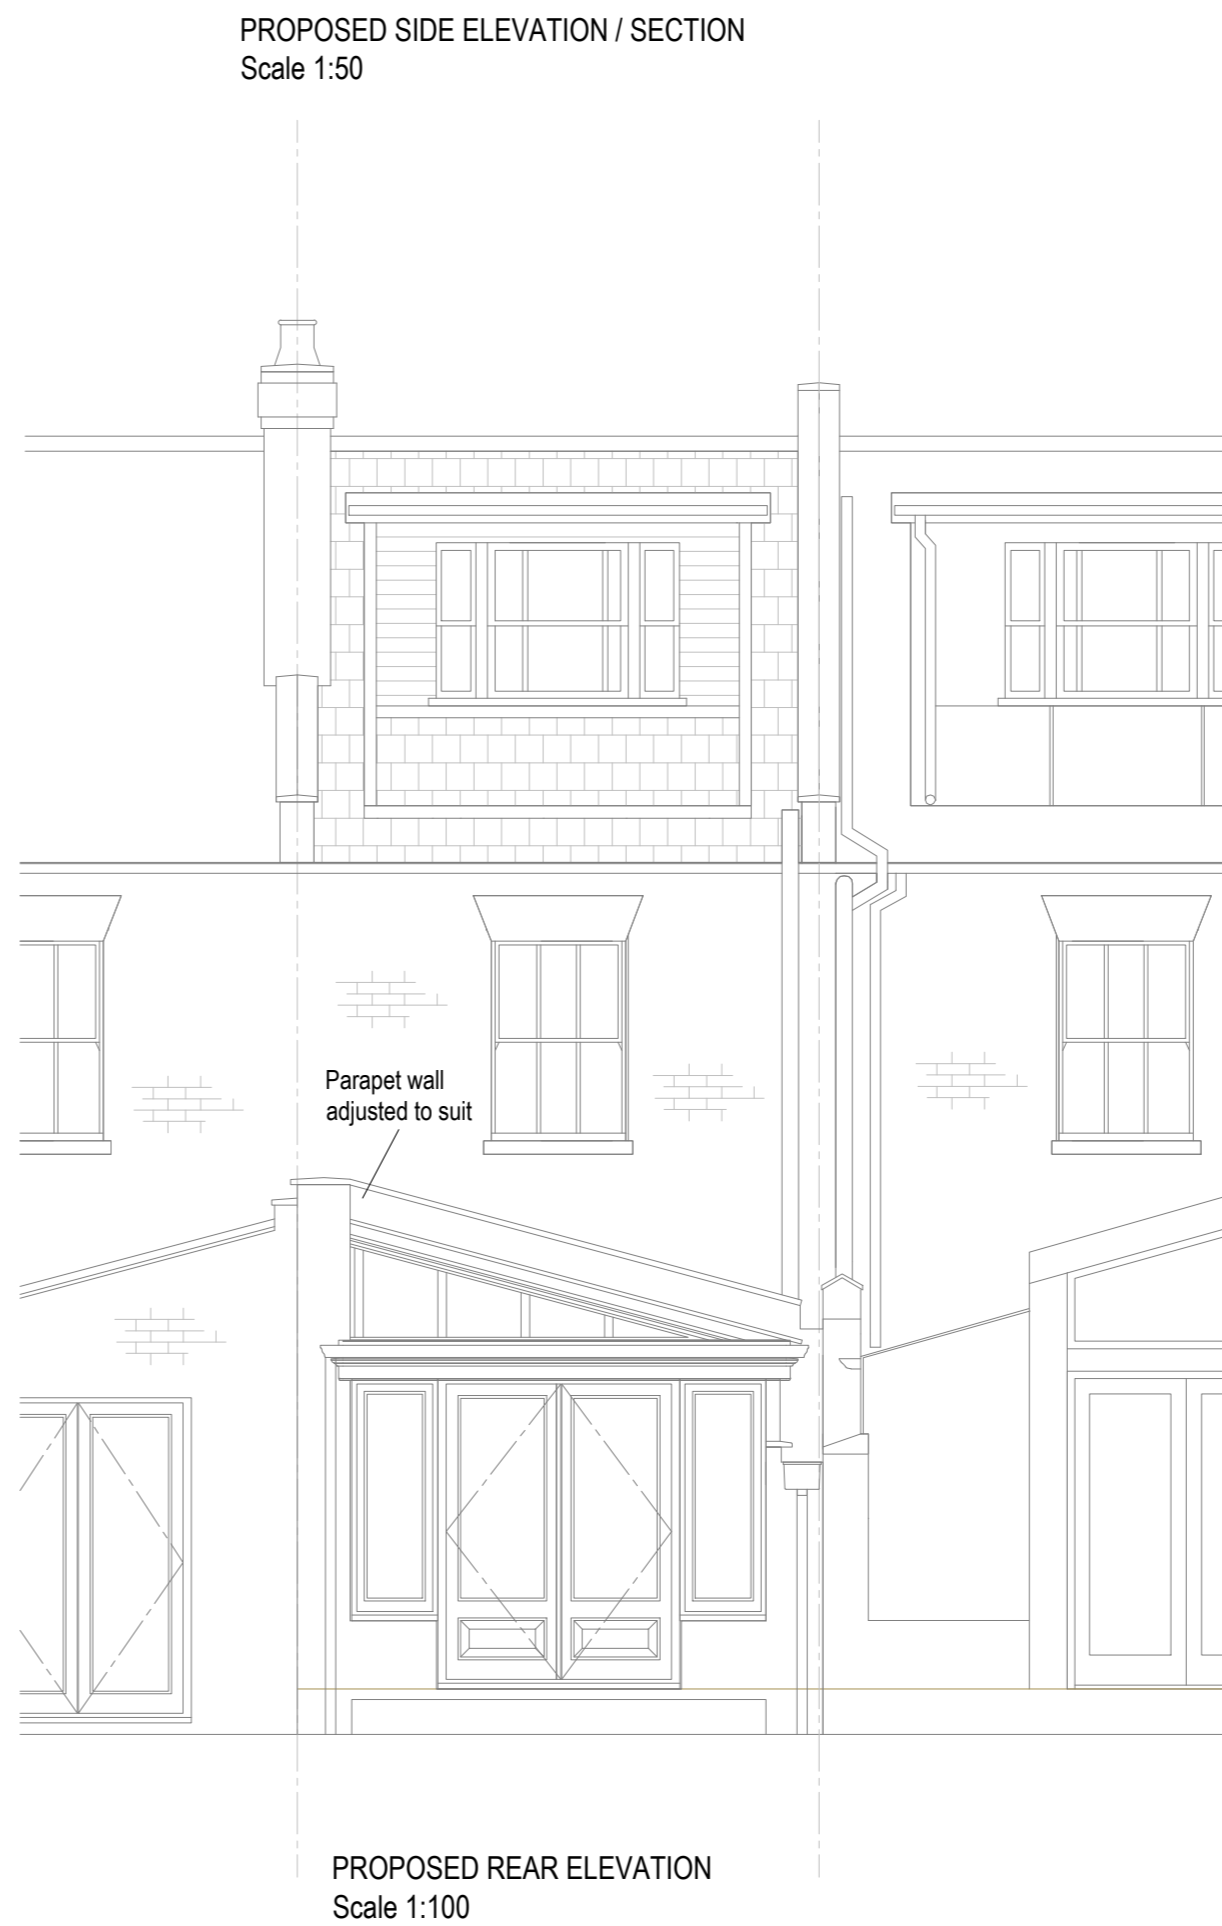 PROPOSED SIDE ELEVATION / SECTION
Scale 1:50
Parapet wall
adjusted to suit
PROPOSED REAR ELEVATION
Scale 1:100